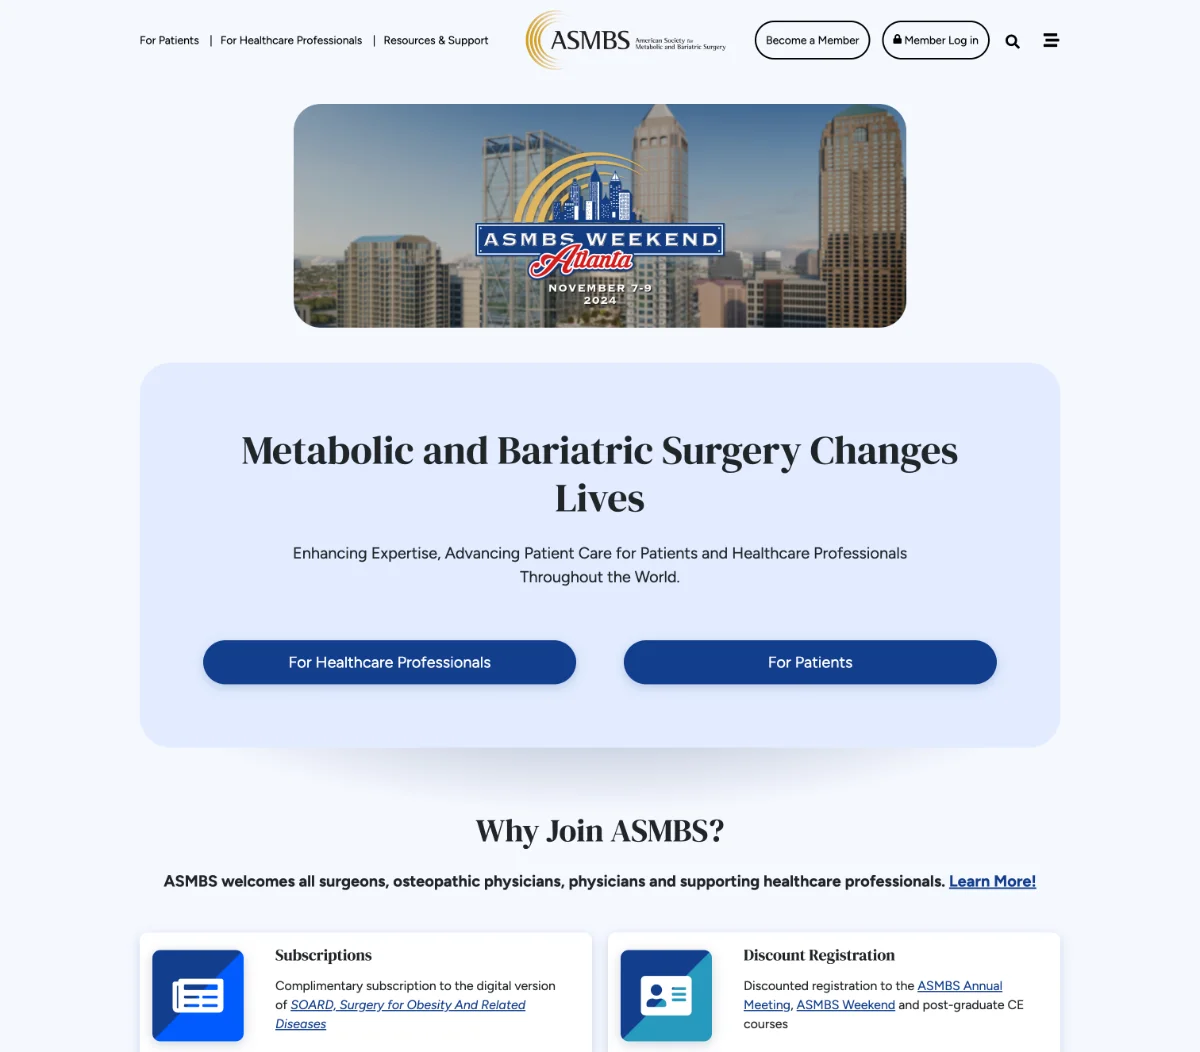 For Patients | For Healthcare Professionals | Resources & Support
ASMBS American Society for
Metabolic and Bariatric Surgery
Become a Member
Member Log in
ASMBS WEEKEND
Atlanta
NOVEMBER 7-9
2024
Metabolic and Bariatric Surgery Changes
Lives
Enhancing Expertise, Advancing Patient Care for Patients and Healthcare Professionals
Throughout the World.
For Healthcare Professionals
For Patients
Why Join ASMBS?
ASMBS welcomes all surgeons, osteopathic physicians, physicians and supporting healthcare professionals. Learn More!
Subscriptions
Complimentary subscription to the digital version
of SOARD, Surgery for Obesity And Related
Diseases
Discount Registration
Discounted registration to the ASMBS Annual
Meeting, ASMBS Weekend and post-graduate CE
courses